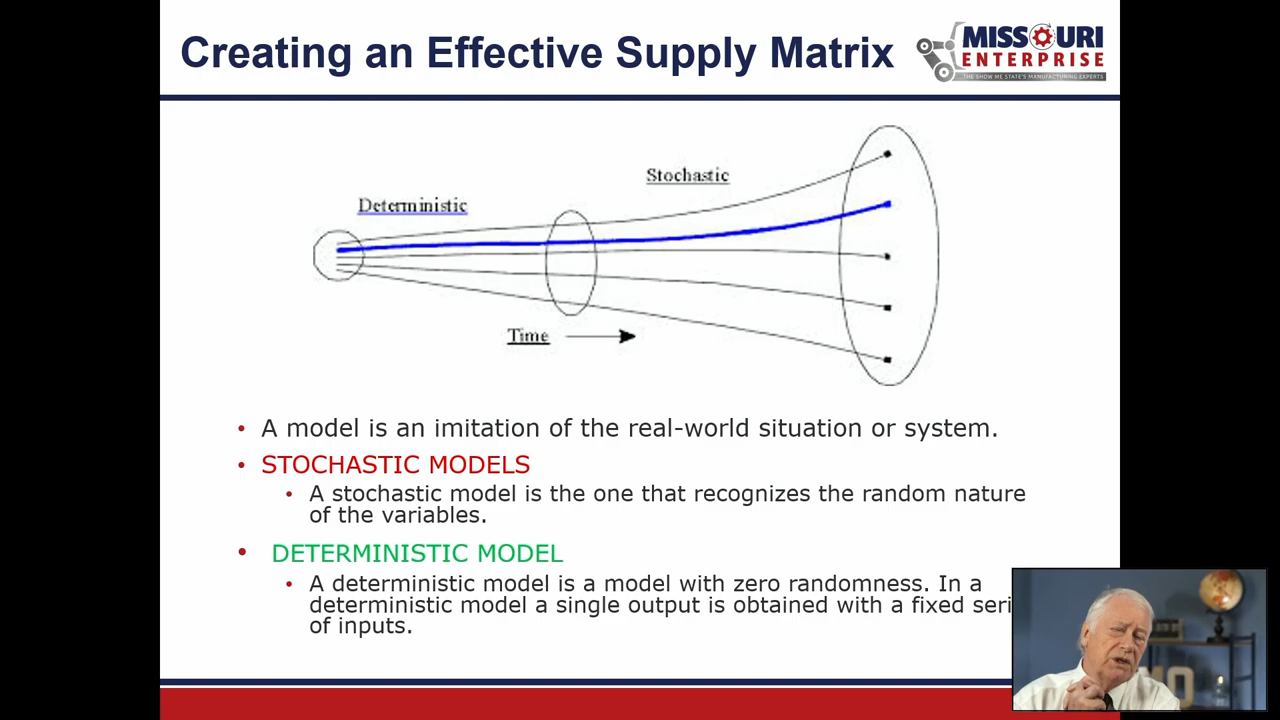 Creating an Effective Supply Matrix
MISSOURI
ENTERPRISE
THE SHOW ME STATE'S MANUFACTURING EXPERTS
Stochastic
Deterministic
Time
• A model is an imitation of the real-world situation or system.
• STOCHASTIC MODELS
• A stochastic model is the one that recognizes the random nature
of the variables.
• DETERMINISTIC MODEL
• A deterministic model is a model with zero randomness. In a
deterministic model a single output is obtained with a fixed seri
of inputs.
MO